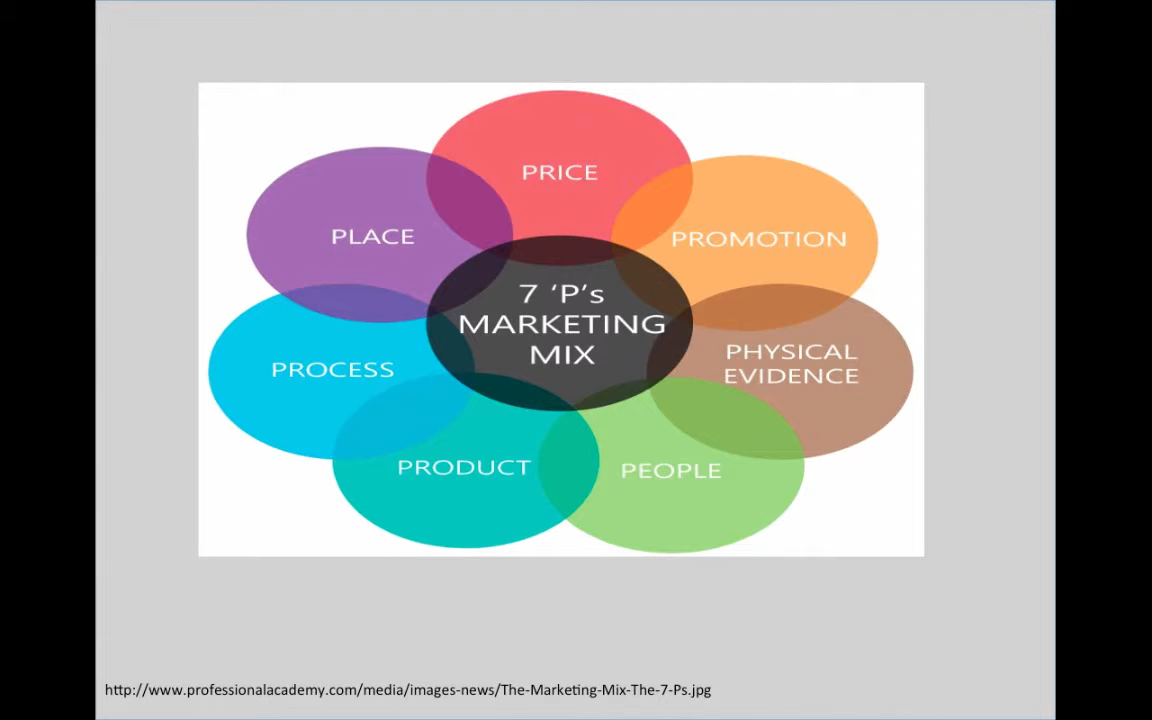 PRICE
PLACE
PROMOTION
7 ‘P’s
MARKETING
MIX
PROCESS
PHYSICAL
EVIDENCE
PRODUCT
PEOPLE
http://www.professionalacademy.com/media/images-news/The-Marketing-Mix-The-7-Ps.jpg